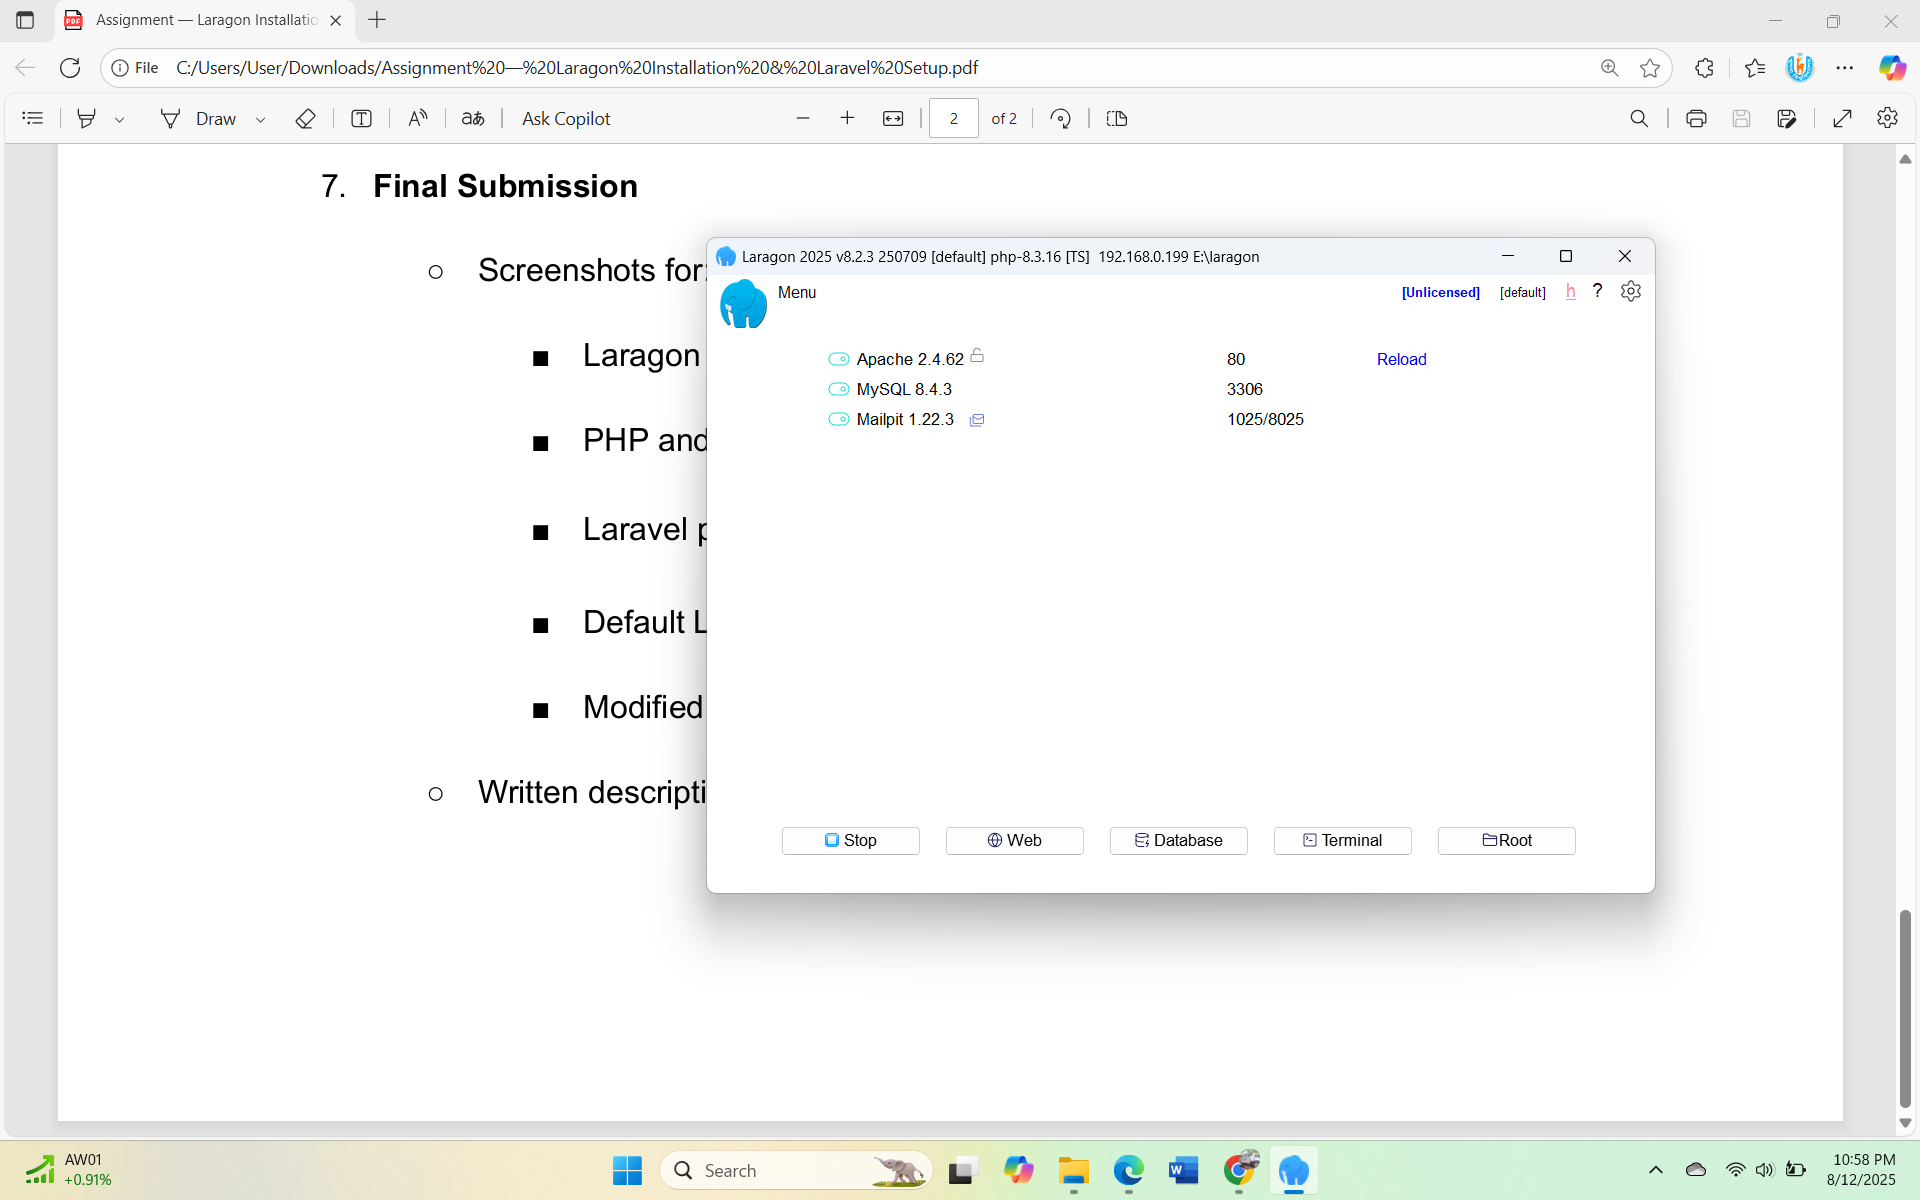 Assignment — Laragon Installatio
File C:/Users/User/Downloads/Assignment%20—%20Laragon%20Installation%20&%20Laravel%20Setup.pdf
Draw aあ Ask Copilot 2 of 2
7. Final Submission
Screenshots for:
Laragon
PHP and
Laravel p
Default L
Modified
Written descripti
Laragon 2025 v8.2.3 250709 [default] php-8.3.16 [TS] 192.168.0.199 E:\laragon
Menu [Unlicensed] [default] h ?
Apache 2.4.62 80 Reload
MySQL 8.4.3 3306
Mailpit 1.22.3 1025/8025
Stop Web Database Terminal Root
AW01
+0.91%
Search
10:58 PM
8/12/2025